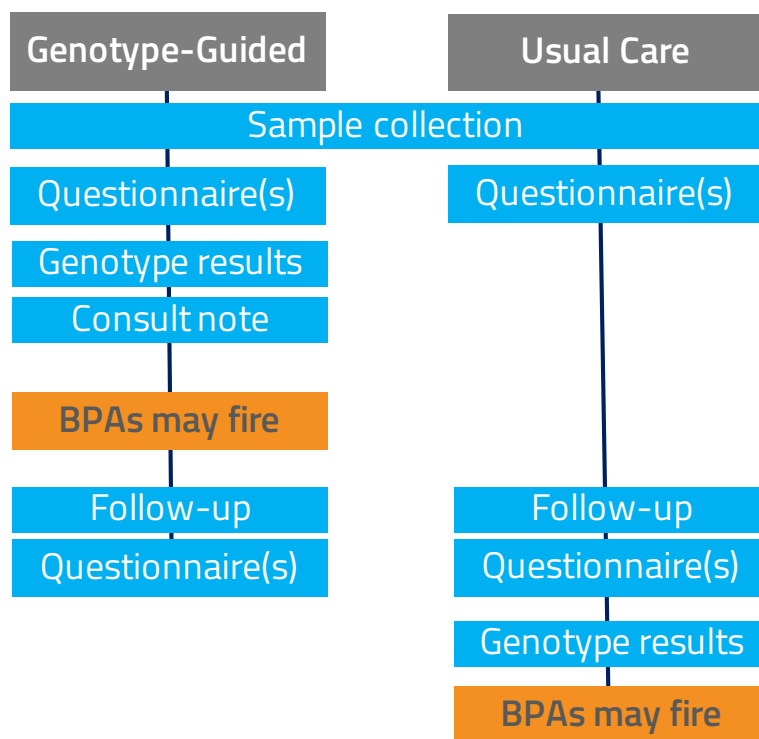 Genotype-Guided
Usual Care
Sample collection
Questionnaire(s)
Questionnaire(s)
Genotype results
Consult note
BPAs may fire
Follow-up
Follow-up
Questionnaire(s)
Questionnaire(s)
Genotype results
BPAs may fire